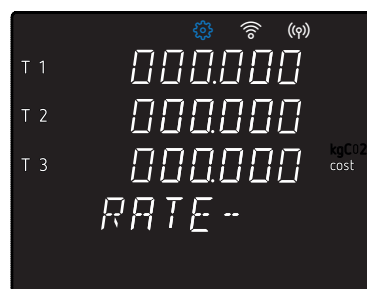 T 1 000.000
T 2 000.000
T 3 000.000 kgCO2
cost
RATE-